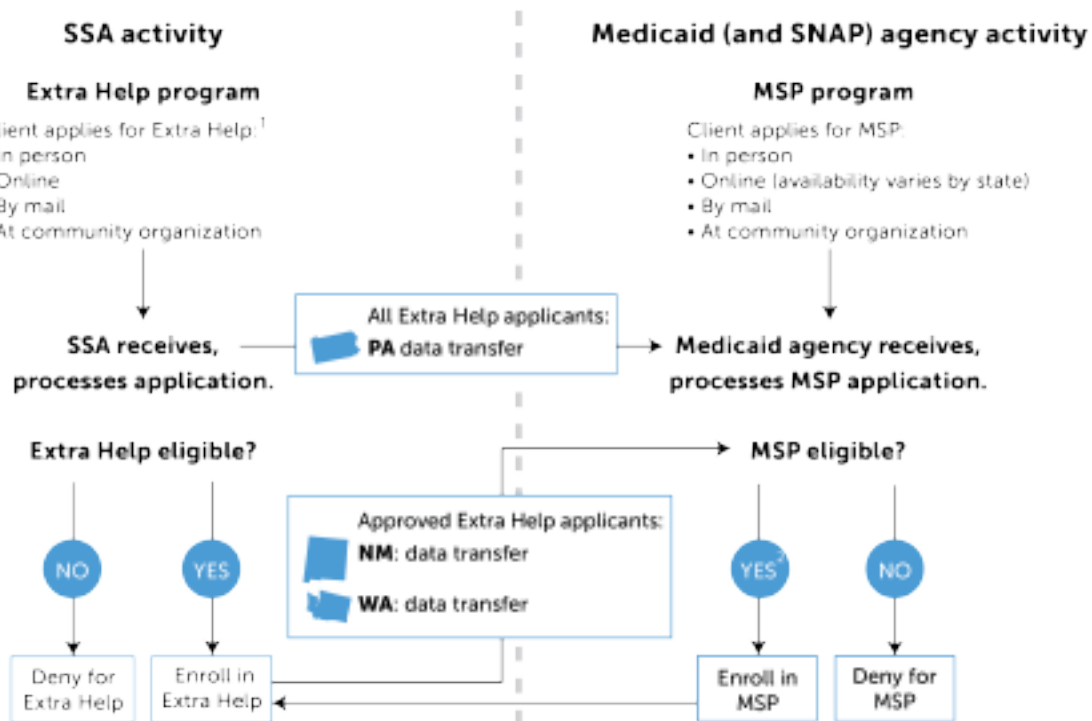 SSA activity
Medicaid (and SNAP) agency activity
Extra Help program
lient applies for Extra Help:1
In person
Online
By mail
At community organization
MSP program
Client applies for MSP:
• In person
• Online (availability varies by state)
• By mail
• At community organization
All Extra Help applicants:
PA data transfer
SSA receives,
processes application.
Medicaid agency receives,
processes MSP application.
Extra Help eligible?
MSP eligible?
Approved Extra Help applicants:
NM: data transfer
WA: data transfer
NO
YES
YES2
NO
Deny for
Extra Help
Enroll in
Extra Help
Enroll in
MSP
Deny for
MSP